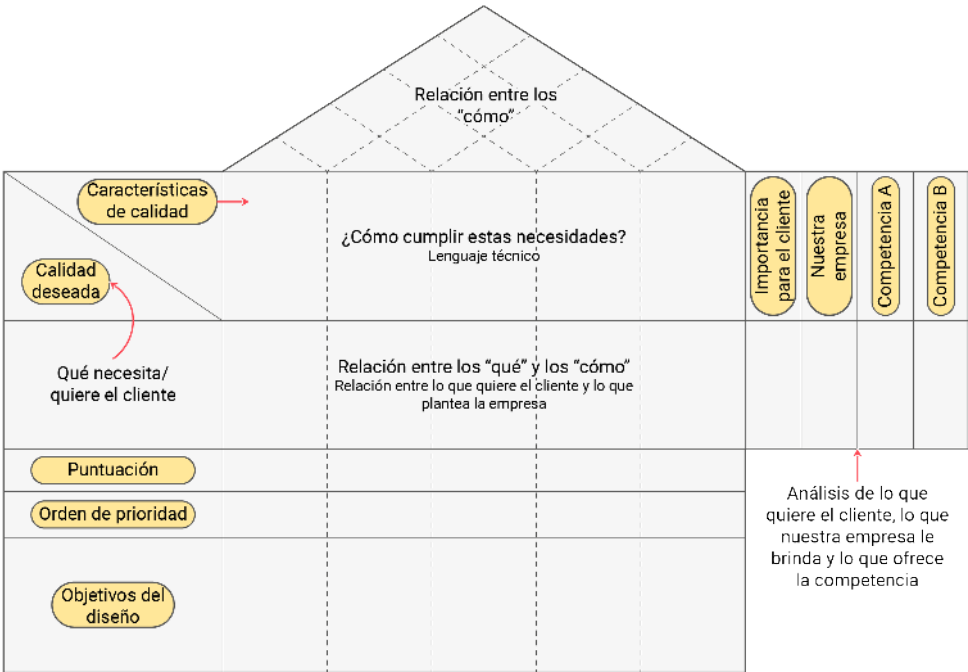 Relación entre los
“cómo”
Características
de calidad
Calidad
deseada
¿Cómo cumplir estas necesidades?
Lenguaje técnico
Importancia
para el cliente
Nuestra
empresa
Competencia A
Competencia B
Qué necesita/
quiere el cliente
Relación entre los “qué” y los “cómo”
Relación entre lo que quiere el cliente y lo que
plantea la empresa
Puntuación
Orden de prioridad
Objetivos del
diseño
Análisis de lo que
quiere el cliente, lo que
nuestra empresa le
brinda y lo que ofrece
la competencia